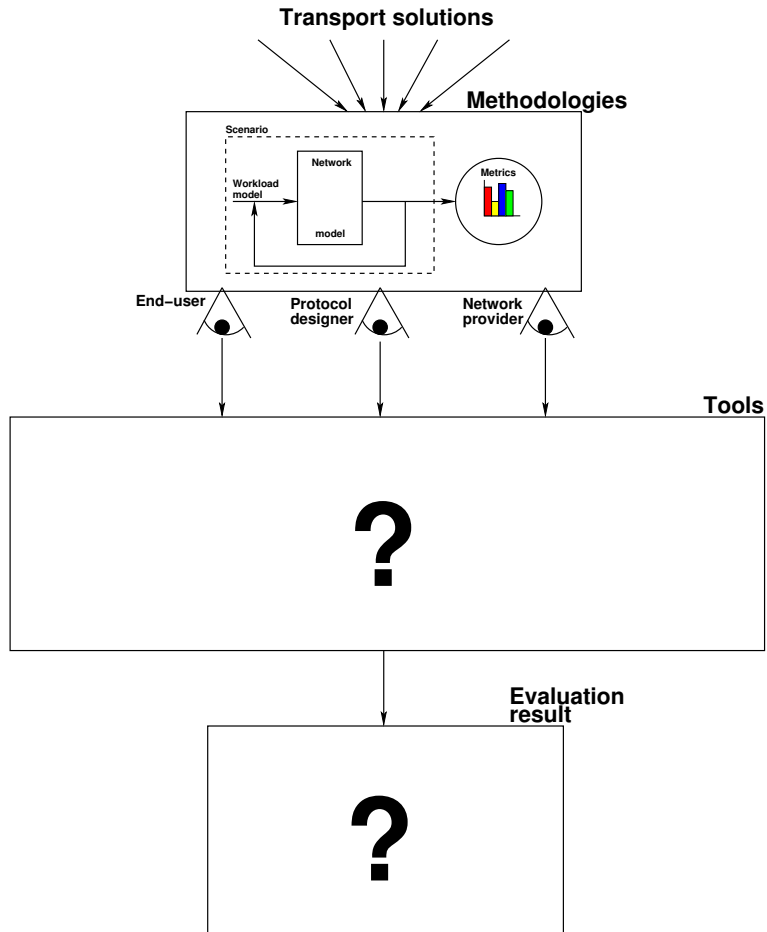 Transport solutions
Methodologies
Scenario
Network
Metrics
Workload
model
model
End−user
Protocol
designer
Network
provider
Tools
?
Evaluation
result
?